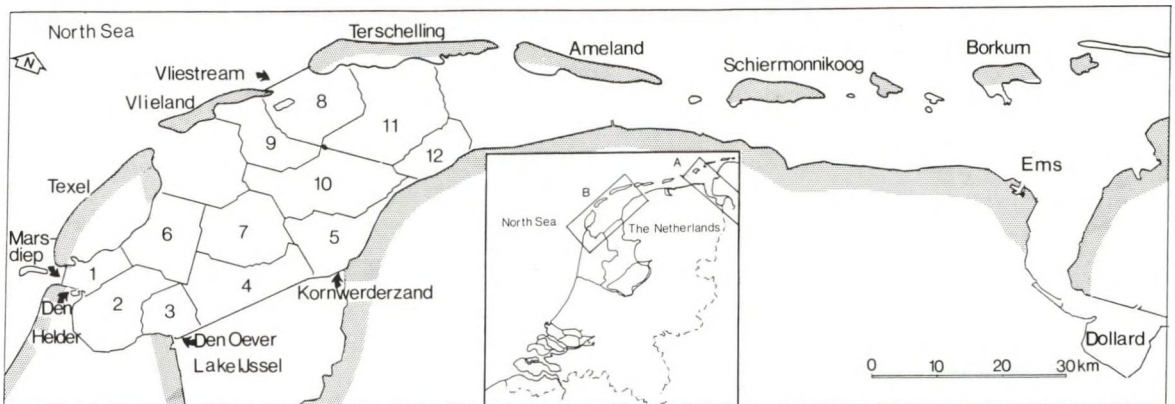 North Sea
N
Terschelling
Ameland
Borkum
Schiermonnikoog
Vliestream
Vlieland
8
11
9
12
10
Texel
6
7
5
Mars-
diep
1
2
3
4
Den
Helder
Kornwerderzand
Den Oever
Lake IJssel
A
B
North Sea
The Netherlands
Ems
Dollard
0 10 20 30 km